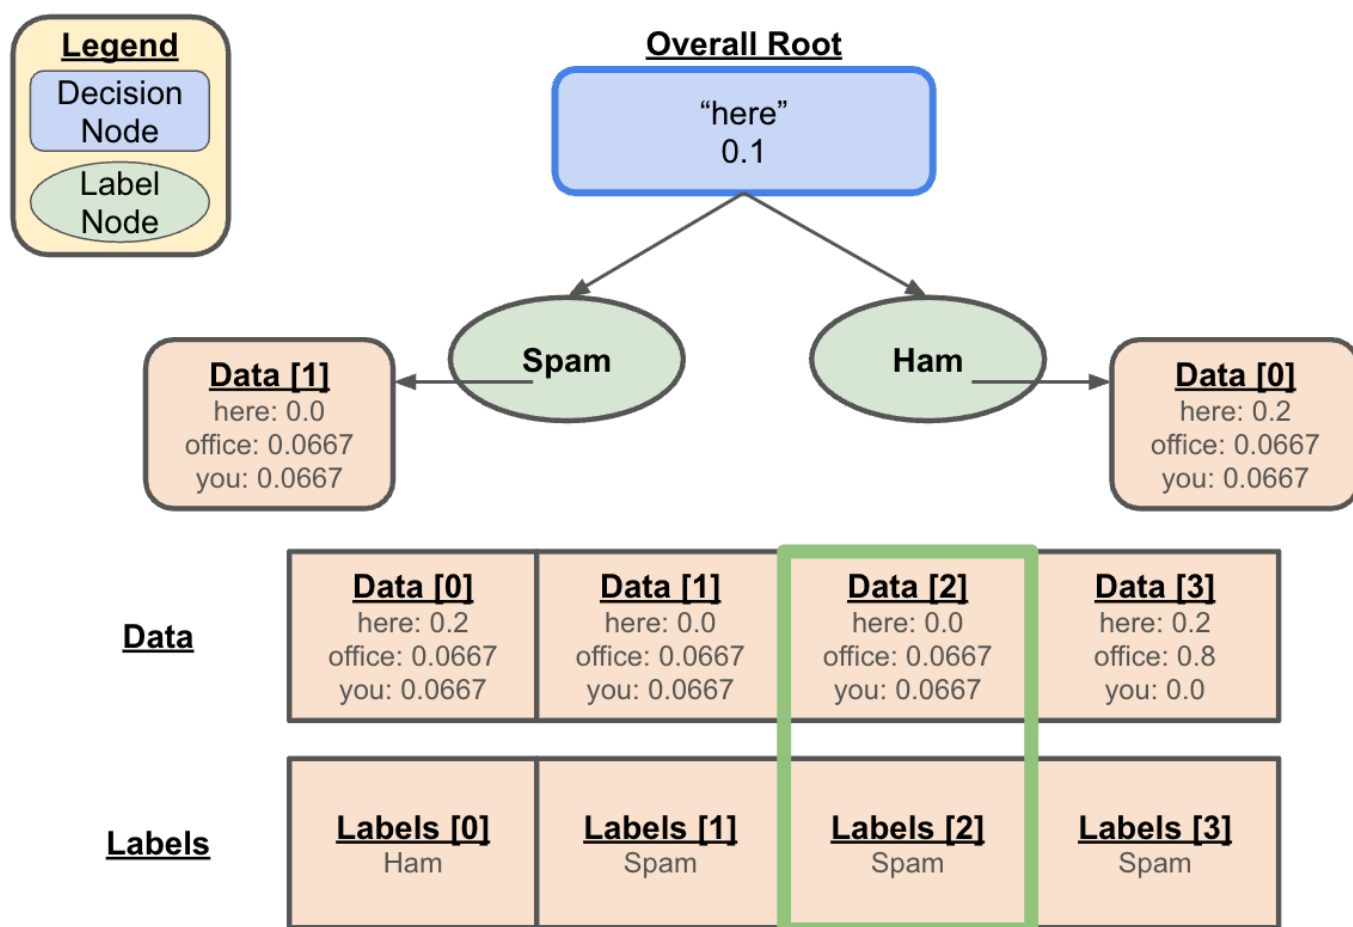 Legend
Decision
Node
Label
Node
Overall Root
“here”
0.1
Spam
Ham
Data [1]
here: 0.0
office: 0.0667
you: 0.0667
Data [0]
here: 0.2
office: 0.0667
you: 0.0667
Data
Data [0]
here: 0.2
office: 0.0667
you: 0.0667
Data [1]
here: 0.0
office: 0.0667
you: 0.0667
Data [2]
here: 0.0
office: 0.0667
you: 0.0667
Data [3]
here: 0.2
office: 0.8
you: 0.0
Labels
Labels [0]
Ham
Labels [1]
Spam
Labels [2]
Spam
Labels [3]
Spam